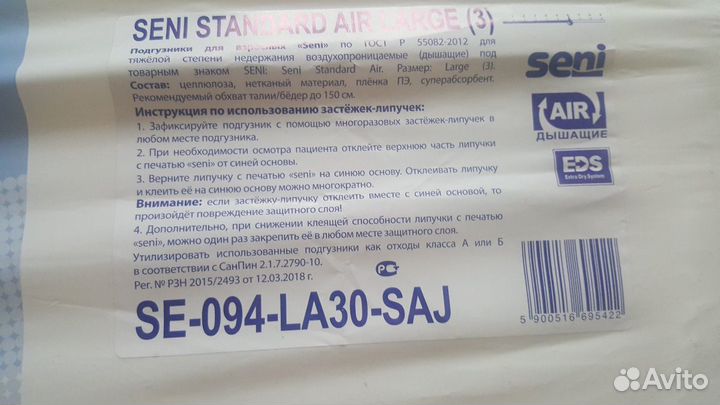 SENI STANDARD AIR LARGE (3)
Подгузники для взрослых «Seni» по ГОСТ Р 55082-2012 для
тяжёлой степени недержания воздухопроницаемые (дышащие) под
товарным знаком SENI: Seni Standard Air. Размер: Large (3).
Состав: целлюлоза, нетканый материал, плёнка ПЭ, суперабсорбент.
Рекомендуемый обхват талии/бёдер до 150 см.
Инструкция по использованию застёжек-липучек:
1. Зафиксируйте подгузник с помощью многоразовых застёжек-липучек в
любом месте подгузника.
2. При необходимости осмотра пациента отклейте верхнюю часть липучки
с печатью «seni» от синей основы.
3. Верните липучку с печатью «seni» на синюю основу. Отклеивать липучку
и клеить её на синюю основу можно многократно.
Внимание: если застёжку-липучку отклеить вместе с синей основой, то
произойдёт повреждение защитного слоя!
4. Дополнительно, при снижении клеящей способности липучки с печатью
«seni», можно один раз закрепить её в любом месте защитного слоя.
Утилизировать использованные подгузники как отходы класса А или Б
в соответствии с СанПин 2.1.7.2790-10.
Рег. № РЗН 2015/2493 от 12.03.2018 г.
SE-094-LA30-SAJ
seni
AIR
ДЫШАЩИЕ
EDS
Extra Dry System
5 900516 695422
Avito